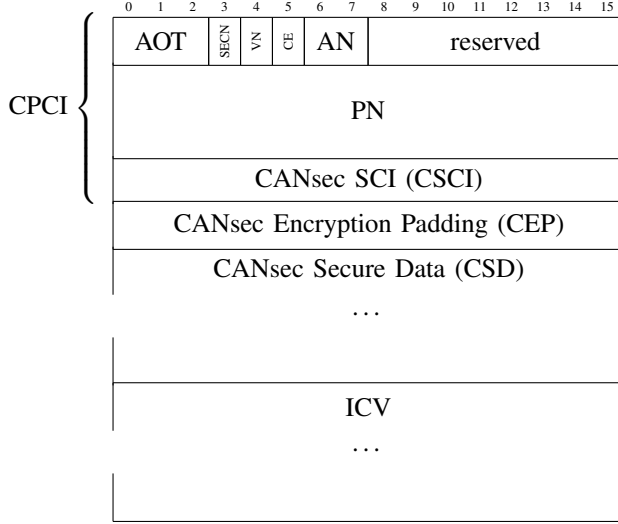 0 1 2 3 4 5 6 7 8 9 10 11 12 13 14 15
AOT SECN VN CE AN reserved
CPCI
PN
CANsec SCI (CSCI)
CANsec Encryption Padding (CEP)
CANsec Secure Data (CSD)
...
ICV
...